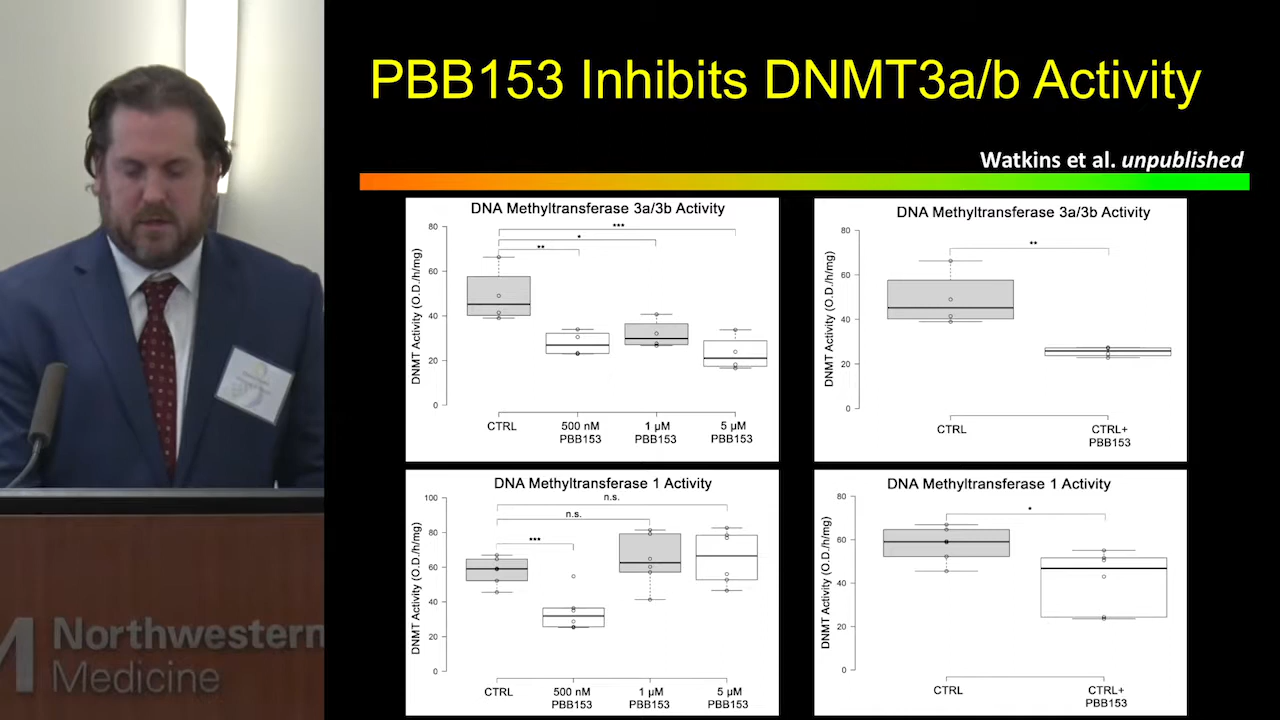 PBB153 Inhibits DNMT3a/b Activity
Watkins et al. unpublished
DNA Methyltransferase 3a/3b Activity
DNMT Activity (O.D./h/mg)
80
60
40
20
0
***
*
**
CTRL
500 nM PBB153
1 µM PBB153
5 µM PBB153
DNA Methyltransferase 3a/3b Activity
DNMT Activity (O.D./h/mg)
80
60
40
20
0
**
CTRL
CTRL+ PBB153
DNA Methyltransferase 1 Activity
DNMT Activity (O.D./h/mg)
100
80
60
40
20
0
n.s.
n.s.
***
CTRL
500 nM PBB153
1 µM PBB153
5 µM PBB153
DNA Methyltransferase 1 Activity
DNMT Activity (O.D./h/mg)
80
60
40
20
0
*
CTRL
CTRL+ PBB153
Northwestern
Medicine